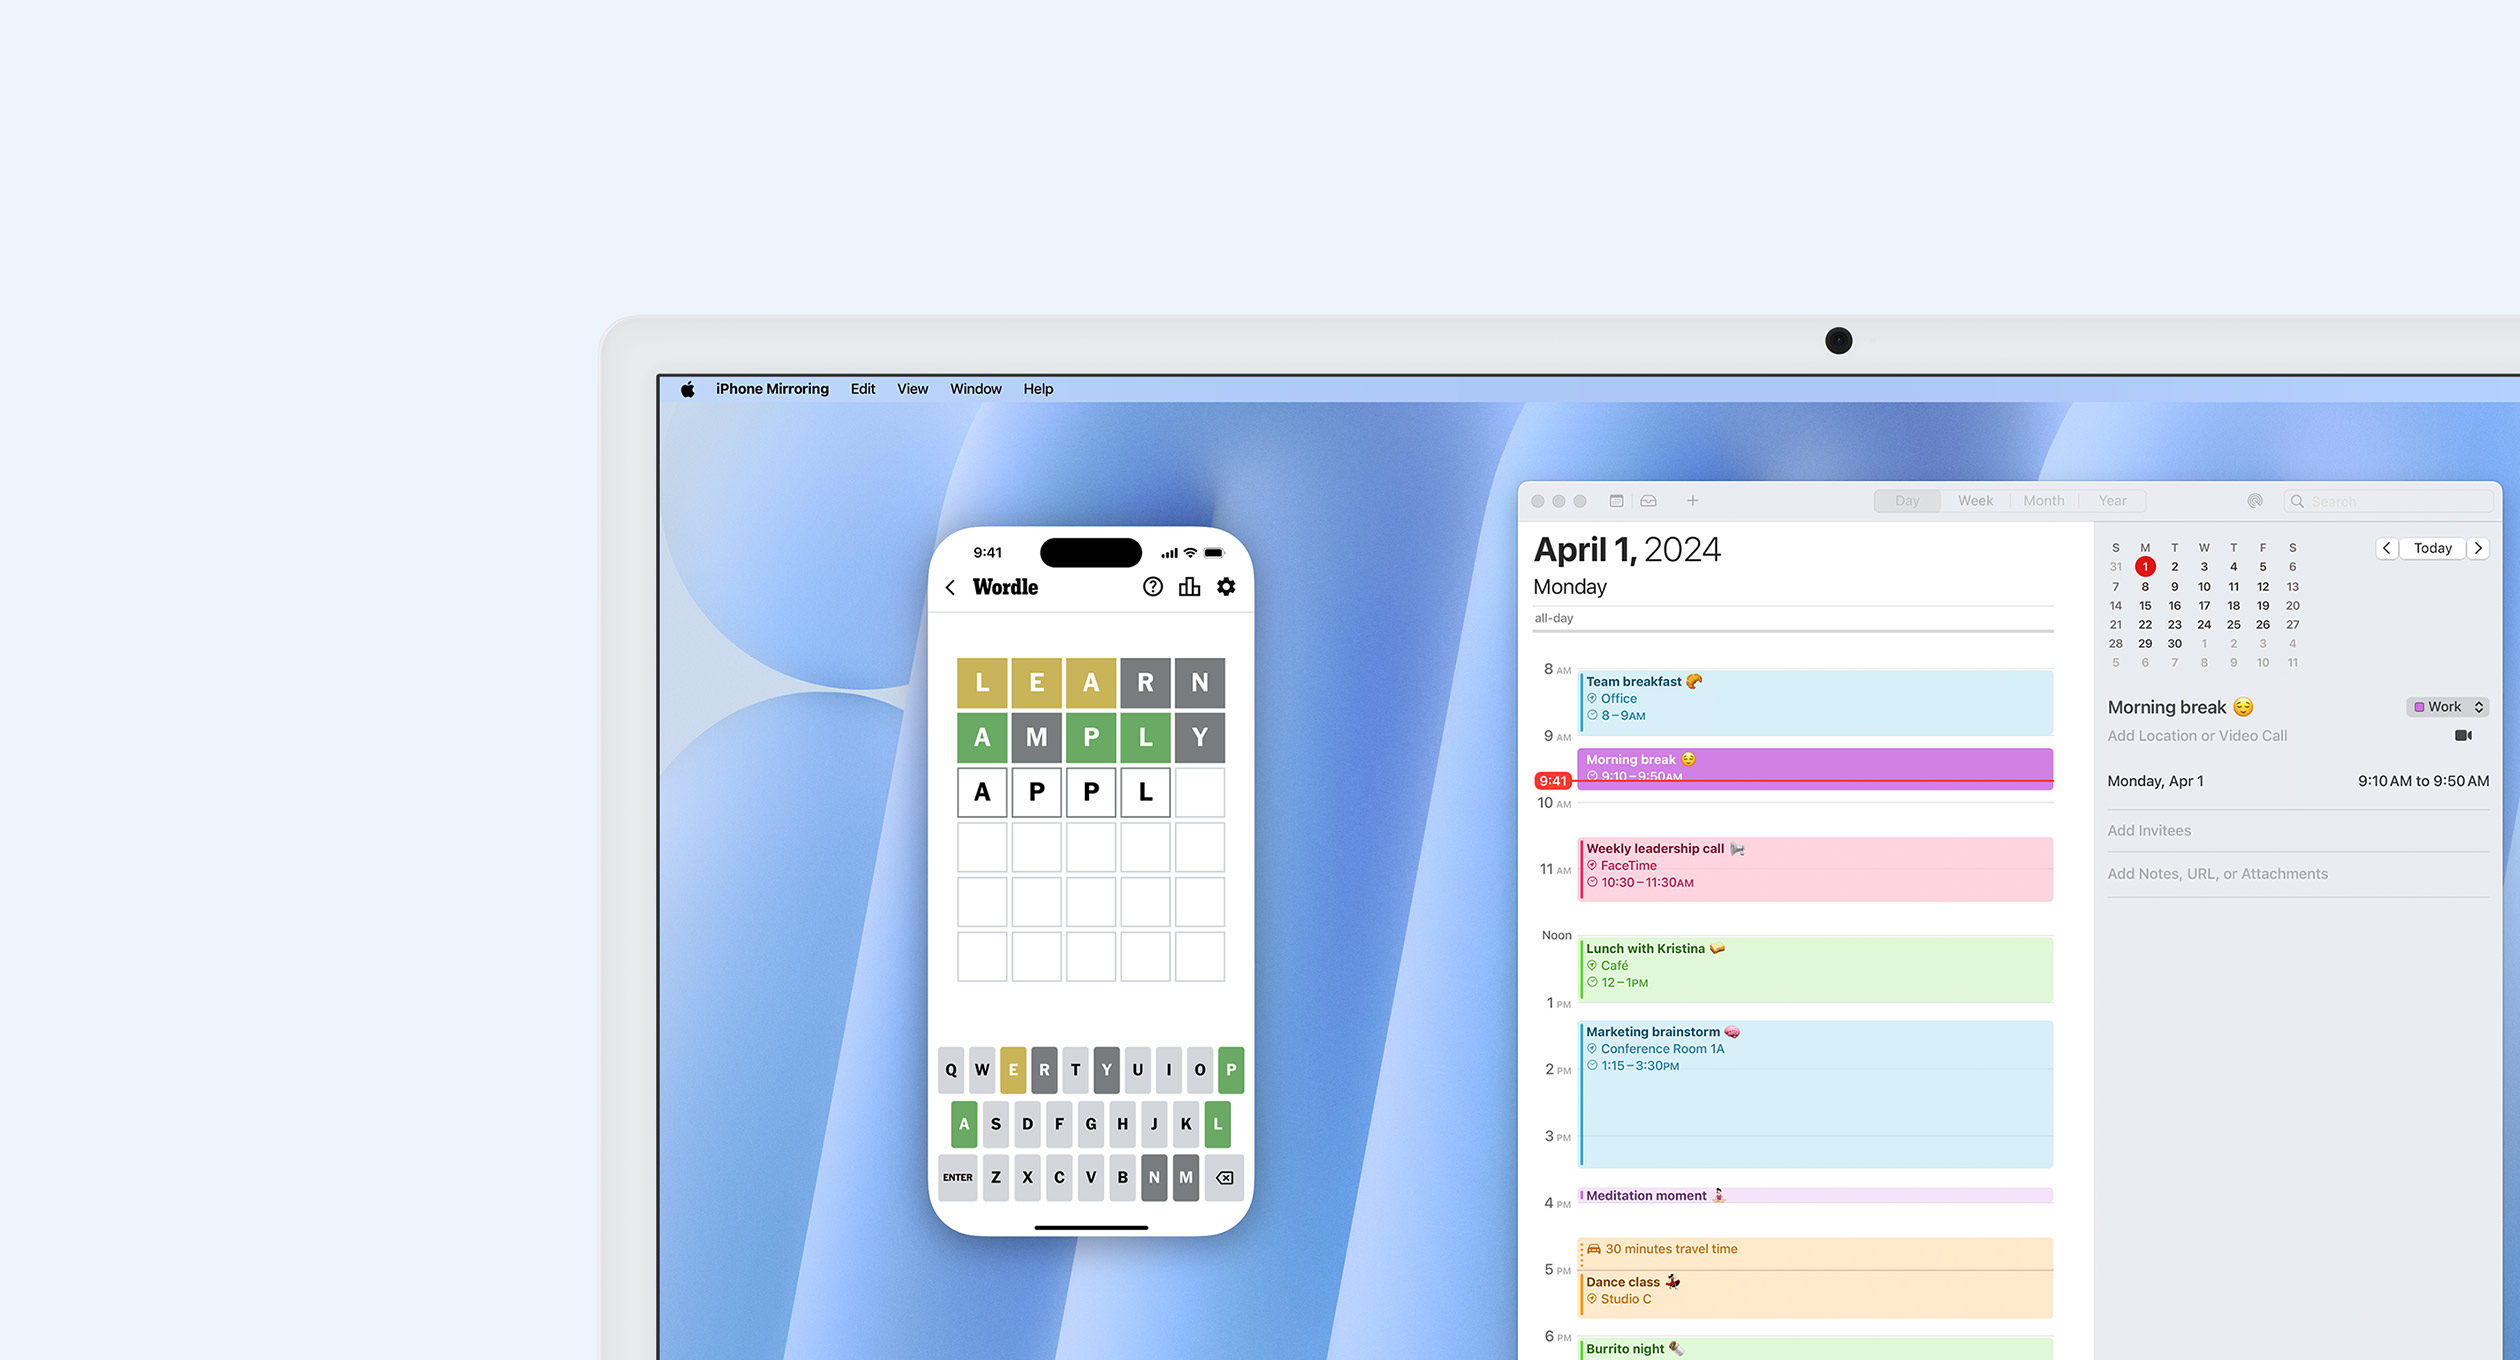 iPhone Mirroring Edit View Window Help
9:41
Wordle
L E A R N
A M P L Y
A P P L
Q W E R T Y U I O P
A S D F G H J K L
ENTER Z X C V B N M
Day Week Month Year
Search
April 1, 2024
Monday
all-day
8 AM
Team breakfast
Office
8–9AM
9 AM
Morning break
9:10–9:50AM
9:41
10 AM
Weekly leadership call
FaceTime
11 AM
10:30–11:30AM
Noon
Lunch with Kristina
Café
12–1PM
1 PM
Marketing brainstorm
Conference Room 1A
1:15–3:30PM
2 PM
3 PM
Meditation moment
4 PM
30 minutes travel time
5 PM
Dance class
Studio C
6 PM
Burrito night
S M T W T F S
31 1 2 3 4 5 6
7 8 9 10 11 12 13
14 15 16 17 18 19 20
21 22 23 24 25 26 27
28 29 30 1 2 3 4
5 6 7 8 9 10 11
Today
Morning break
Work
Add Location or Video Call
Monday, Apr 1 9:10 AM to 9:50 AM
Add Invitees
Add Notes, URL, or Attachments